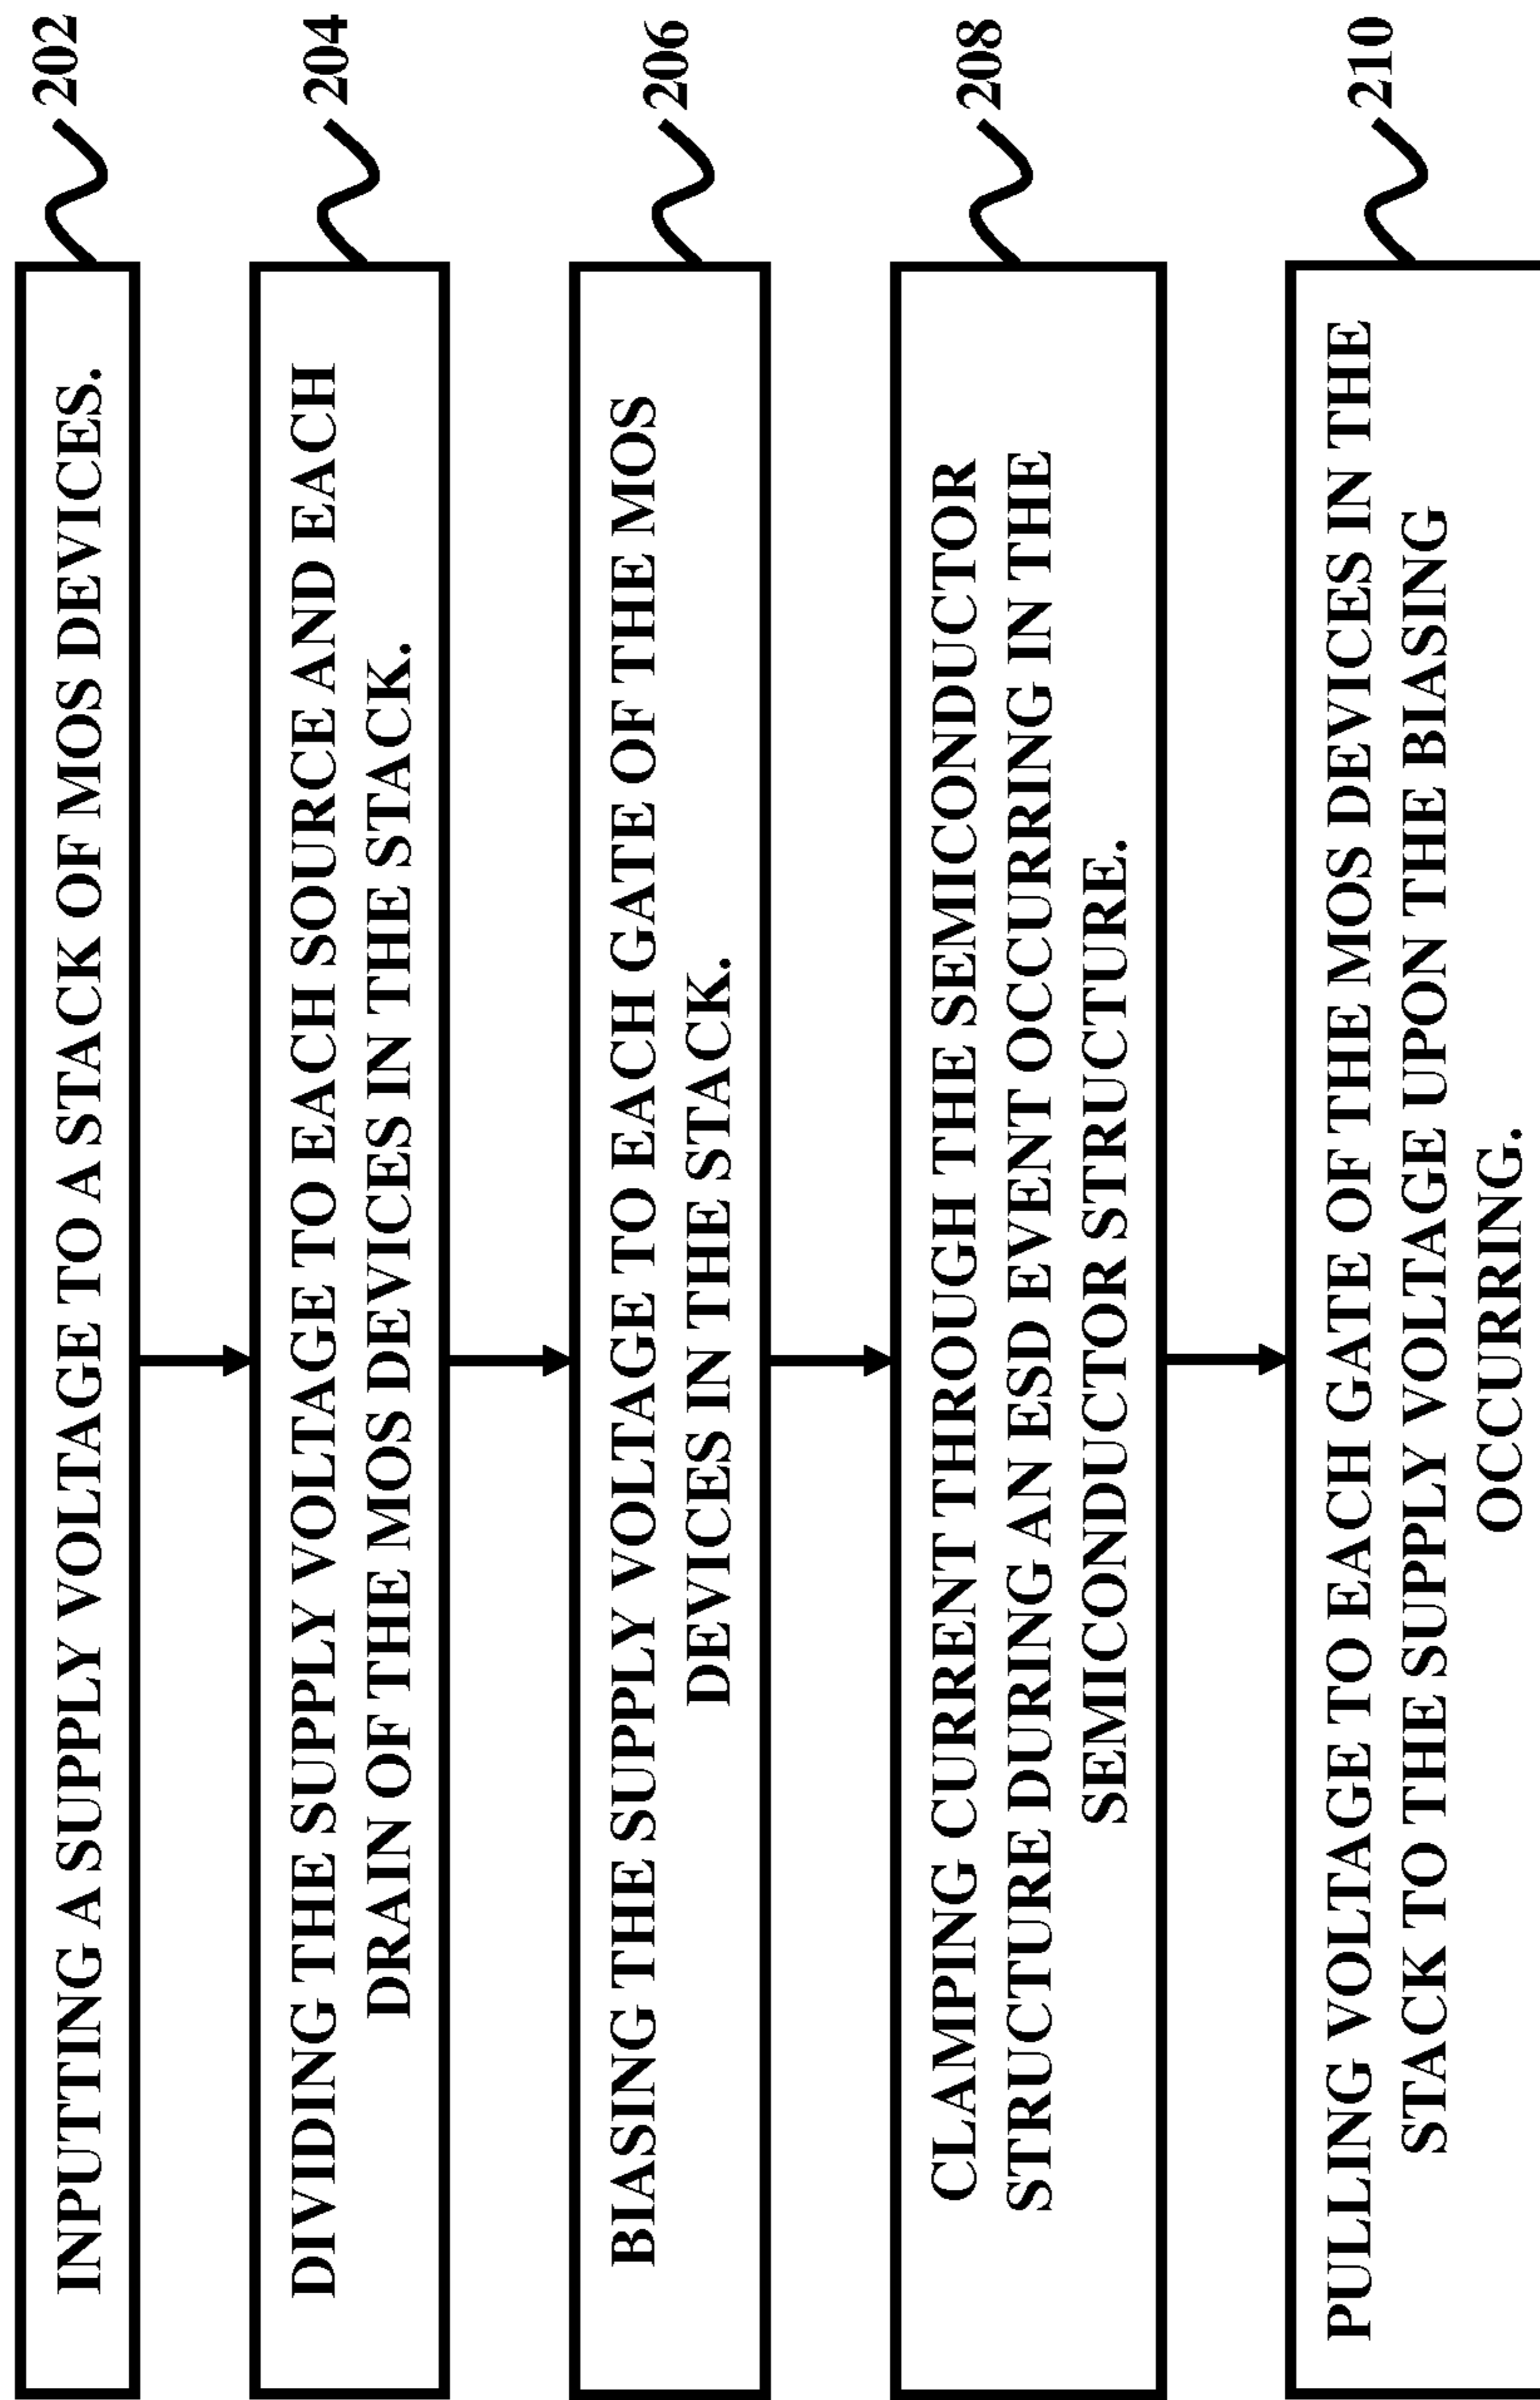 INPUTTING A SUPPLY VOLTAGE TO A STACK OF MOS DEVICES.
202
DIVIDING THE SUPPLY VOLTAGE TO EACH SOURCE AND EACH
DRAIN OF THE MOS DEVICES IN THE STACK.
204
BIASING THE SUPPLY VOLTAGE TO EACH GATE OF THE MOS
DEVICES IN THE STACK.
206
CLAMPING CURRENT THROUGH THE SEMICONDUCTOR
STRUCTURE DURING AN ESD EVENT OCCURRING IN THE
SEMICONDUCTOR STRUCTURE.
208
PULLING VOLTAGE TO EACH GATE OF THE MOS DEVICES IN THE
STACK TO THE SUPPLY VOLTAGE UPON THE BIASING
OCCURRING.
210